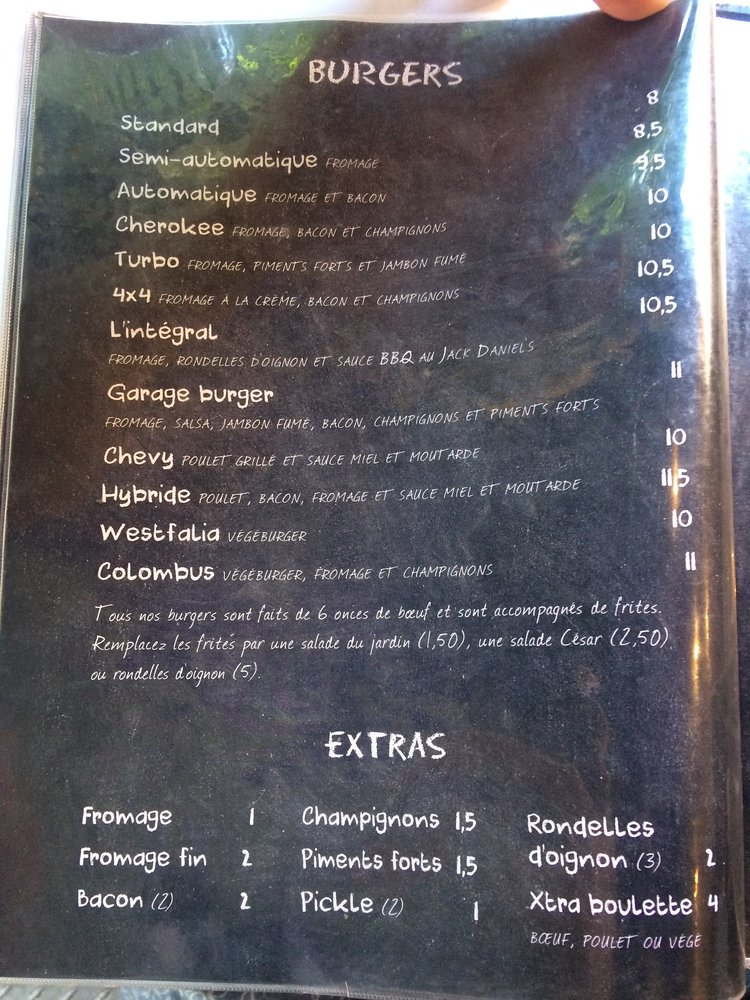 BURGERS
Standard 8
Semi-automatique FROMAGE 8,5
Automatique FROMAGE ET BACON 9,5
Cherokee FROMAGE, BACON ET CHAMPIGNONS 10
Turbo FROMAGE, PIMENTS FORTS ET JAMBON FUMÉ 10
4x4 FROMAGE À LA CRÈME, BACON ET CHAMPIGNONS 10,5
L'intégral 10,5
FROMAGE, RONDELLES D'OIGNON ET SAUCE BBQ AU JACK DANIEL'S
Garage burger 11
FROMAGE, SALSA, JAMBON FUMÉ, BACON, CHAMPIGNONS ET PIMENTS FORTS
Chevy POULET GRILLÉ ET SAUCE MIEL ET MOUTARDE 10
Hybride POULET, BACON, FROMAGE ET SAUCE MIEL ET MOUTARDE 11,5
Westfalia VÉGÉBURGER 10
Colombus VÉGÉBURGER, FROMAGE ET CHAMPIGNONS 11
Tous nos burgers sont faits de 6 onces de bœuf et sont accompagnés de frites.
Remplacez les frites par une salade du jardin (1,50), une salade César (2,50)
ou rondelles d'oignon (5).
EXTRAS
Fromage 1
Fromage fin 2
Bacon (2) 2
Champignons 1,5
Piments forts 1,5
Pickle (2) 1
Rondelles
d'oignon (3) 2
Xtra boulette 4
BŒUF, POULET OU VÉGÉ